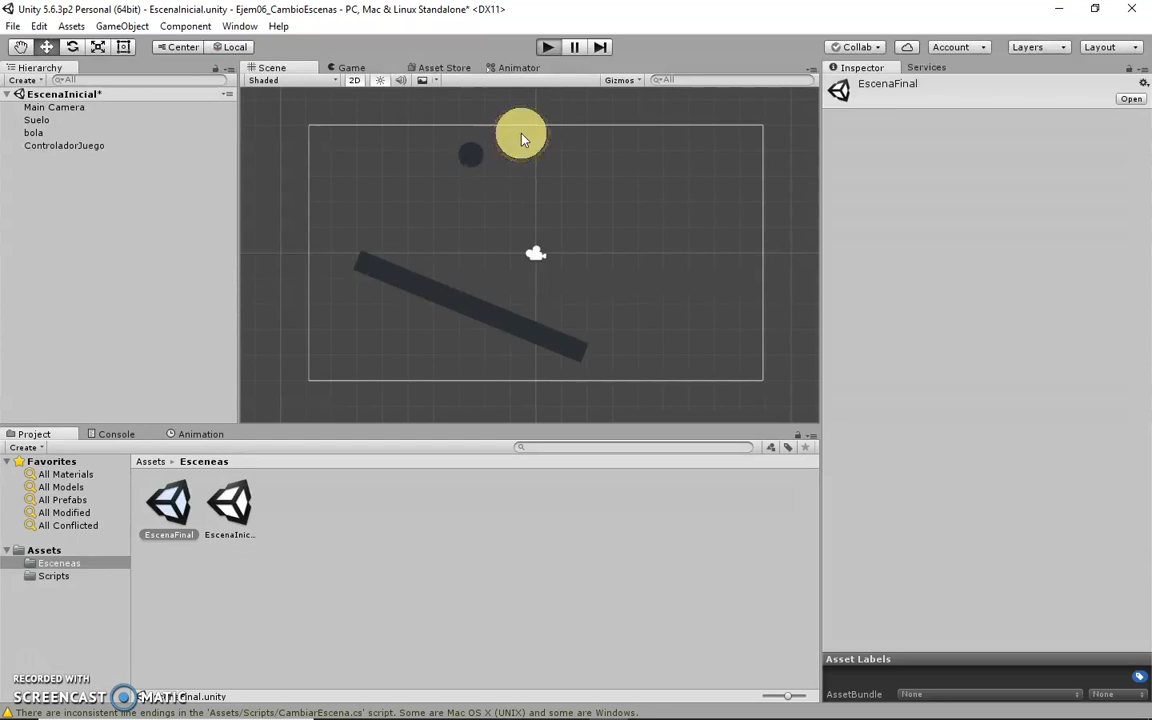 Unity 5.6.3p2 Personal (64bit) - EscenaInicial.unity - Ejem06_CambioEscenas - PC, Mac & Linux Standalone* <DX11>
File Edit Assets GameObject Component Window Help
Center Local Collab Account Layers Layout
Hierarchy Scene Game Asset Store Animator Inspector Services
Create All Shaded 2D Gizmos All
EscenaFinal
Open
EscenaInicial*
Main Camera
Suelo
bola
ControladorJuego
Project Console Animation
Create
Favorites
All Materials
All Models
All Prefabs
All Modified
All Conflicted
Assets
Esceneas
Scripts
Assets Esceneas
EscenaFinal EscenaInic...
Asset Labels
AssetBundle None None
RECORDED WITH
SCREENCAST MATIC
Final.unity
There are inconsistent line endings in the 'Assets/Scripts/CambiarEscena.cs' script. Some are Mac OS X (UNIX) and some are Windows.